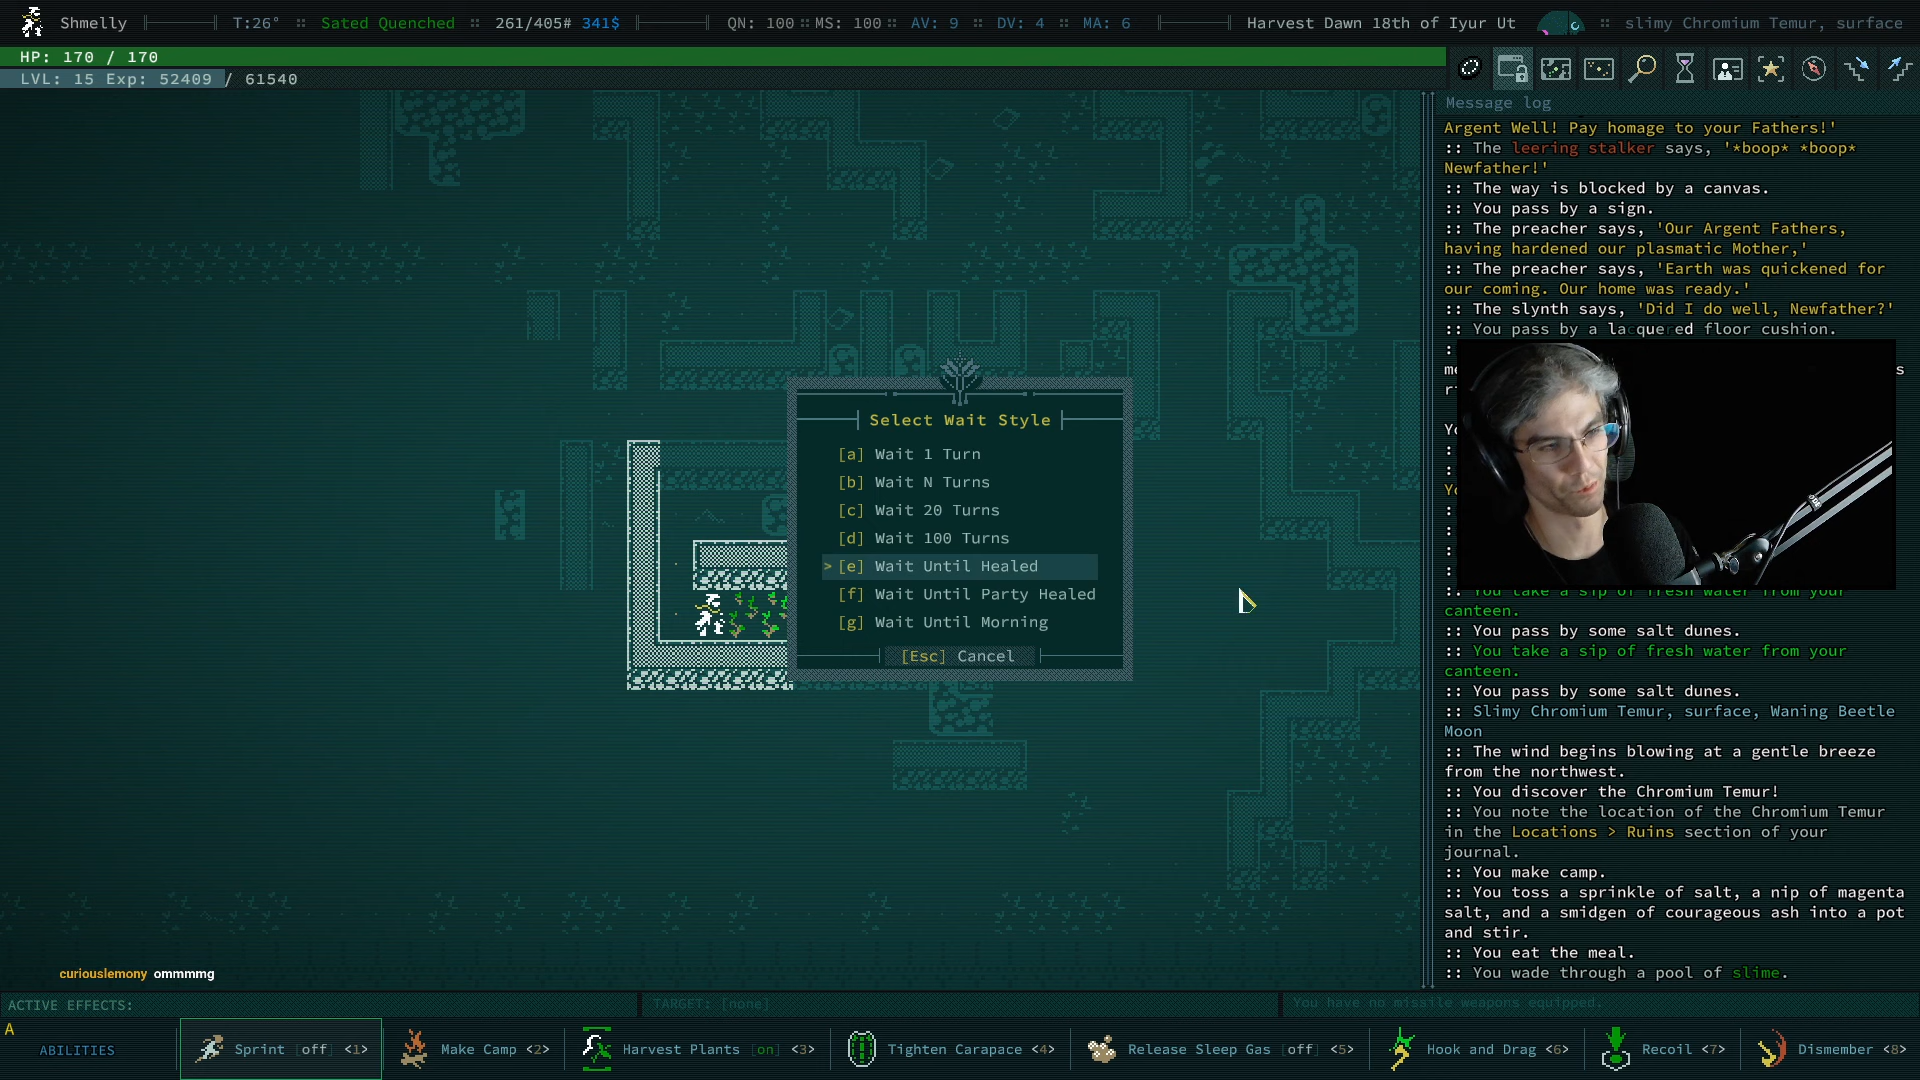 Shmelly
T:26°
Sated Quenched
261/405# 341$
QN: 100
MS: 100
AV: 9
DV: 4
MA: 6
Harvest Dawn 18th of Iyur Ut
slimy Chromium Temur, surface
HP: 170 / 170
LVL: 15 Exp: 52409 / 61540
Message log
Argent Well! Pay homage to your Fathers!'
:: The leering stalker says, '*boop* *boop*
Newfather!'
:: The way is blocked by a canvas.
:: You pass by a sign.
:: The preacher says, 'Our Argent Fathers,
having hardened our plasmatic Mother,'
:: The preacher says, 'Earth was quickened for
our coming. Our home was ready.'
:: The slynth says, 'Did I do well, Newfather?'
:: You pass by a lacquered floor cushion.
:: You take a sip of fresh water from your
canteen.
:: You pass by some salt dunes.
:: You take a sip of fresh water from your
canteen.
:: You pass by some salt dunes.
:: Slimy Chromium Temur, surface, Waning Beetle
Moon
:: The wind begins blowing at a gentle breeze
from the northwest.
:: You discover the Chromium Temur!
:: You note the location of the Chromium Temur
in the Locations > Ruins section of your
journal.
:: You make camp.
:: You toss a sprinkle of salt, a nip of magenta
salt, and a smidgen of courageous ash into a pot
and stir.
:: You eat the meal.
:: You wade through a pool of slime.
Select Wait Style
[a] Wait 1 Turn
[b] Wait N Turns
[c] Wait 20 Turns
[d] Wait 100 Turns
> [e] Wait Until Healed
[f] Wait Until Party Healed
[g] Wait Until Morning
[Esc] Cancel
curiouslemony ommmmg
ACTIVE EFFECTS:
TARGET: [none]
You have no missile weapons equipped.
A
ABILITIES
Sprint [off] <1>
Make Camp <2>
Harvest Plants [on] <3>
Tighten Carapace <4>
Release Sleep Gas [off] <5>
Hook and Drag <6>
Recoil <7>
Dismember <8>